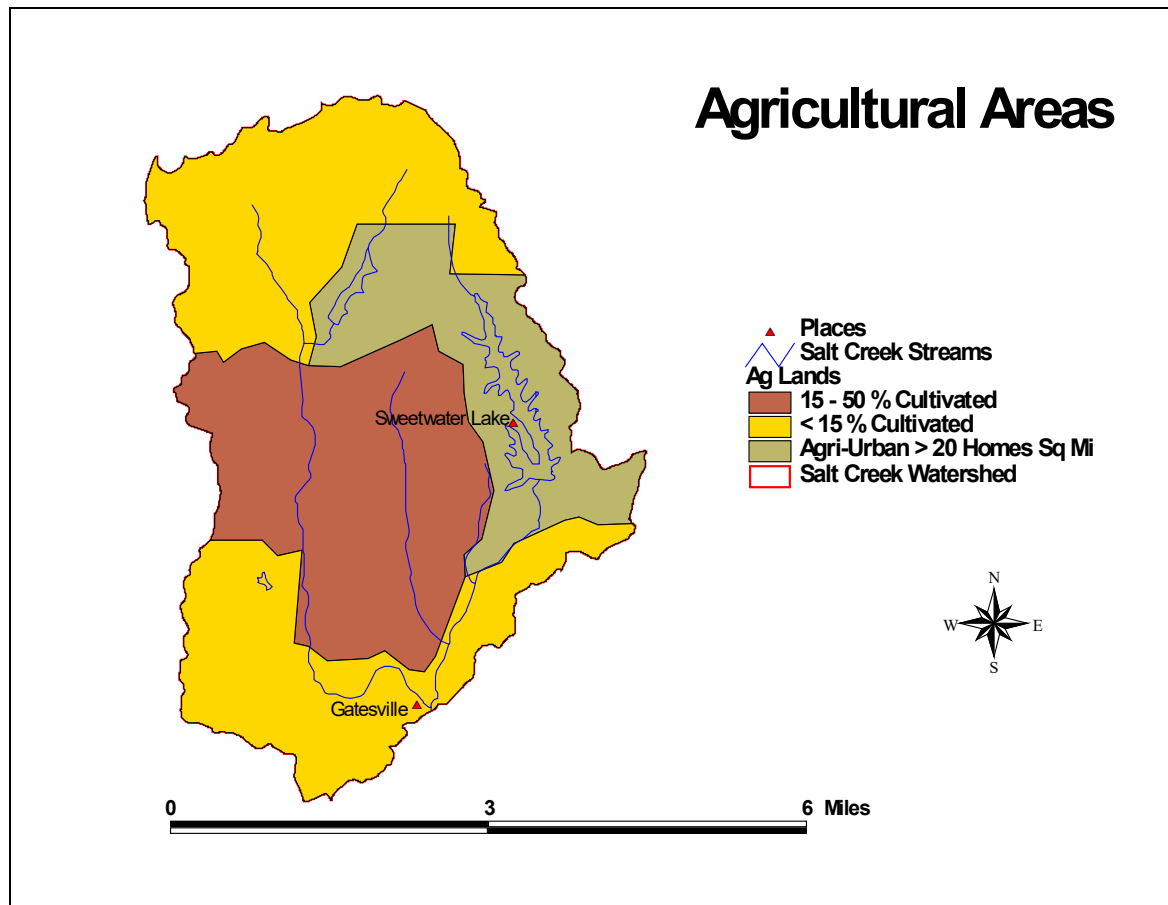 Agricultural Areas
Places
Salt Creek Streams
Ag Lands
15 - 50 % Cultivated
< 15 % Cultivated
Agri-Urban > 20 Homes Sq Mi
Salt Creek Watershed
Sweetwater Lake
N
W E
S
Gatesville
0 3 6 Miles